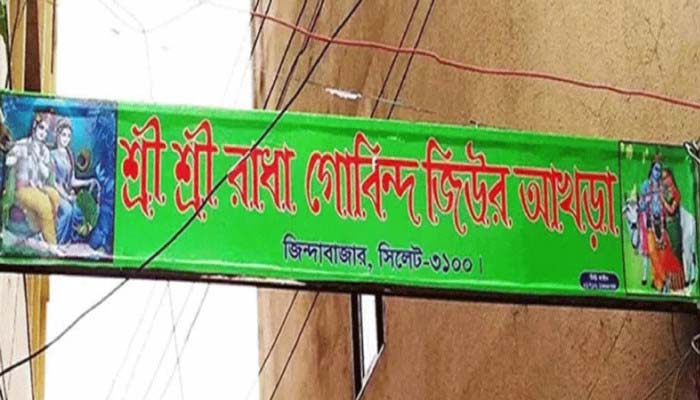 শ্রী শ্রী রাধা গোবিন্দ জিউর আখড়া
জিন্দাবাজার, সিলেট-৩১০০।